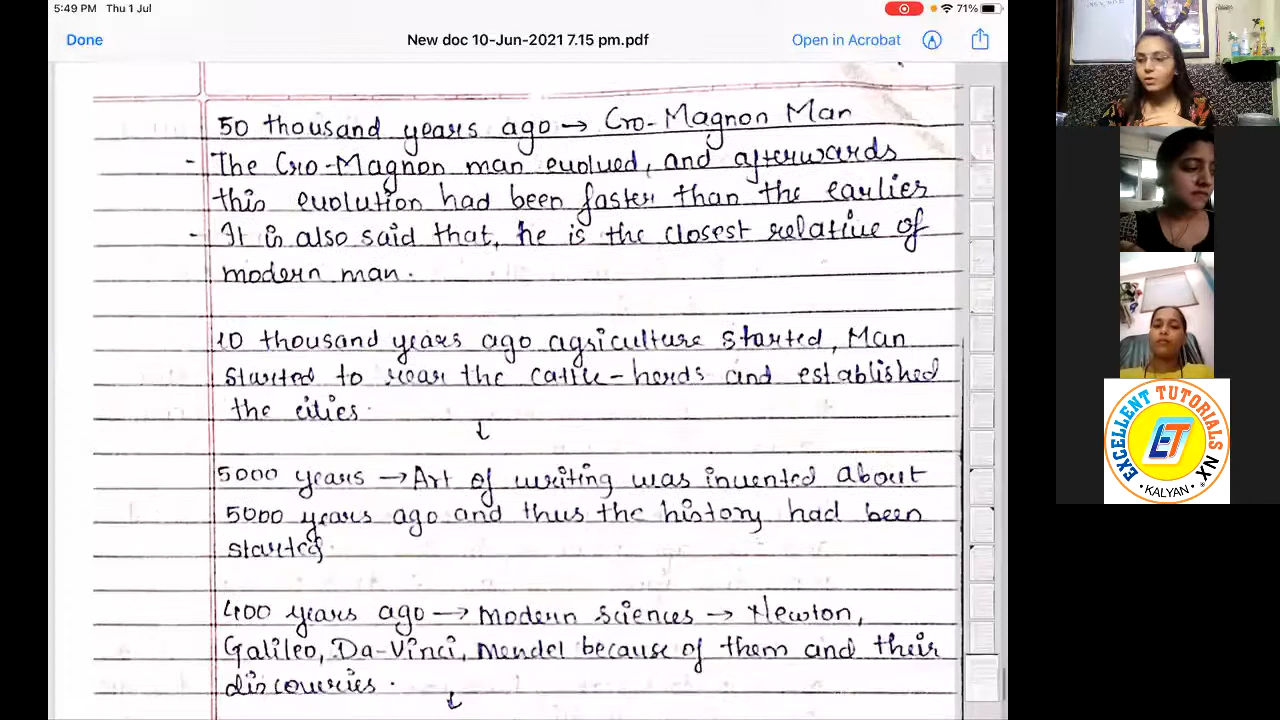 5:49 PM Thu 1 Jul
71%
Done
New doc 10-Jun-2021 7.15 pm.pdf
Open in Acrobat
50 thousand years ago → Cro-Magnon Man
- The Cro-Magnon man evolved, and afterwards
this evolution had been faster than the earlier
- It is also said that, he is the closest relative of
modern man.
10 thousand years ago agriculture started, Man
started to rear the cattle-herds and established
the cities.
↓
5000 years → Art of writing was invented about
5000 years ago and thus the history had been
started.
400 years ago → Modern sciences → Newton,
Galileo, Da-Vinci, Mendel because of them and their
discoveries.
↓
EXCELLENT TUTORIALS NX
ET
· KALYAN ·